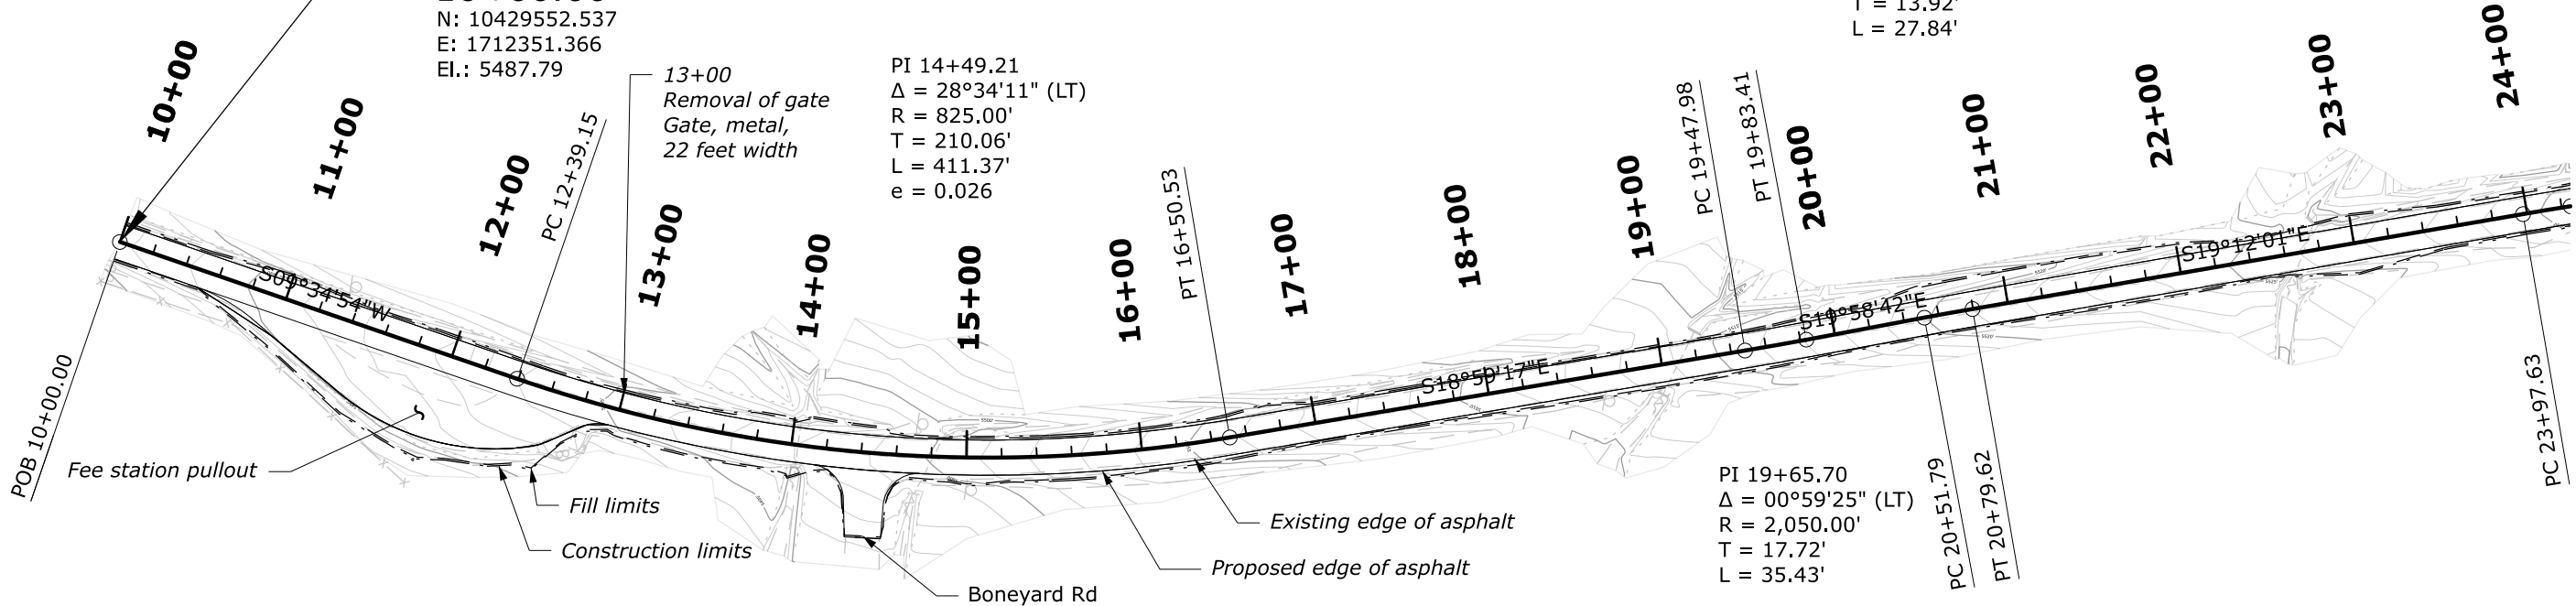 N: 10429552.537
E: 1712351.366
El.: 5487.79
T = 13.92'
L = 27.84'
13+00
Removal of gate
Gate, metal,
22 feet width
PI 14+49.21
Δ = 28°34'11" (LT)
R = 825.00'
T = 210.06'
L = 411.37'
e = 0.026
10+00
11+00
12+00
PC 12+39.15
13+00
14+00
15+00
16+00
PT 16+50.53
17+00
18+00
19+00
PC 19+47.98
PT 19+83.41
20+00
21+00
22+00
23+00
24+00
S09°34'54"W
S18°59'17"E
S19°58'42"E
S19°12'01"E
POB 10+00.00
Fee station pullout
Fill limits
Construction limits
Boneyard Rd
Existing edge of asphalt
Proposed edge of asphalt
PI 19+65.70
Δ = 00°59'25" (LT)
R = 2,050.00'
T = 17.72'
L = 35.43'
PC 20+51.79
PT 20+79.62
PC 23+97.63